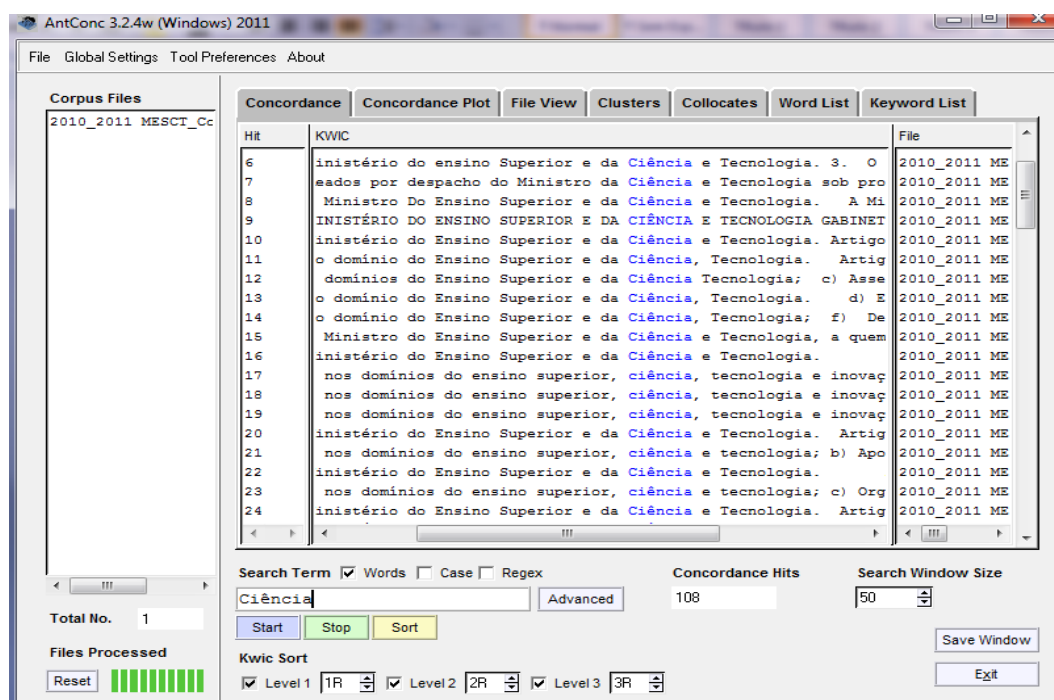 AntConc 3.2.4w (Windows) 2011
File Global Settings Tool Preferences About
Corpus Files
2010_2011 MESCT_Cc
Total No. 1
Files Processed
Reset
Concordance Concordance Plot File View Clusters Collocates Word List Keyword List
Hit KWIC File
6 inistério do ensino Superior e da Ciência e Tecnologia. 3. O 2010_2011 ME
7 eados por despacho do Ministro da Ciência e Tecnologia sob pro 2010_2011 ME
8 Ministro Do Ensino Superior e da Ciência e Tecnologia. A Mi 2010_2011 ME
9 INISTÉRIO DO ENSINO SUPERIOR E DA CIÊNCIA E TECNOLOGIA GABINET 2010_2011 ME
10 inistério do Ensino Superior e da Ciência e Tecnologia. Artigo 2010_2011 ME
11 o domínio do Ensino Superior e da Ciência, Tecnologia. Artig 2010_2011 ME
12 domínios do Ensino Superior e da Ciência Tecnologia; c) Asse 2010_2011 ME
13 o domínio do Ensino Superior e da Ciência, Tecnologia. d) E 2010_2011 ME
14 o domínio do Ensino Superior e da Ciência, Tecnologia; f) De 2010_2011 ME
15 Ministro do Ensino Superior e da Ciência e Tecnologia, a quem 2010_2011 ME
16 inistério do Ensino Superior e da Ciência e Tecnologia. 2010_2011 ME
17 nos domínios do ensino superior, ciência, tecnologia e inovaç 2010_2011 ME
18 nos domínios do ensino superior, ciência, tecnologia e inovaç 2010_2011 ME
19 nos domínios do ensino superior, ciência, tecnologia e inovaç 2010_2011 ME
20 inistério do Ensino Superior e da Ciência e Tecnologia. Artig 2010_2011 ME
21 nos domínios do ensino superior, ciência e tecnologia; b) Apo 2010_2011 ME
22 inistério do Ensino Superior e da Ciência e Tecnologia. 2010_2011 ME
23 nos domínios do ensino superior, ciência e tecnologia; c) Org 2010_2011 ME
24 inistério do Ensino Superior e da Ciência e Tecnologia. Artig 2010_2011 ME
Search Term Words Case Regex Concordance Hits Search Window Size
Ciência Advanced 108 50
Start Stop Sort
Save Window
Kwic Sort
Level 1 1R Level 2 2R Level 3 3R
Exit